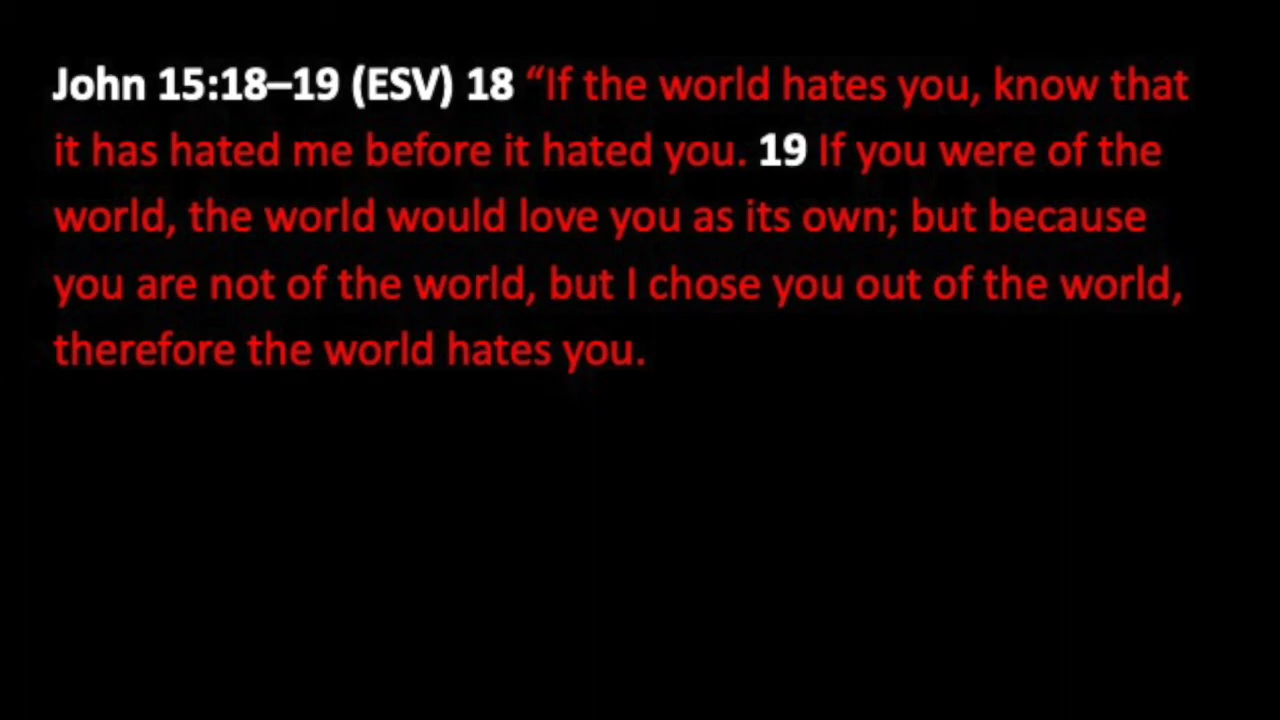 John 15:18–19 (ESV) 18 “If the world hates you, know that
it has hated me before it hated you. 19 If you were of the
world, the world would love you as its own; but because
you are not of the world, but I chose you out of the world,
therefore the world hates you.